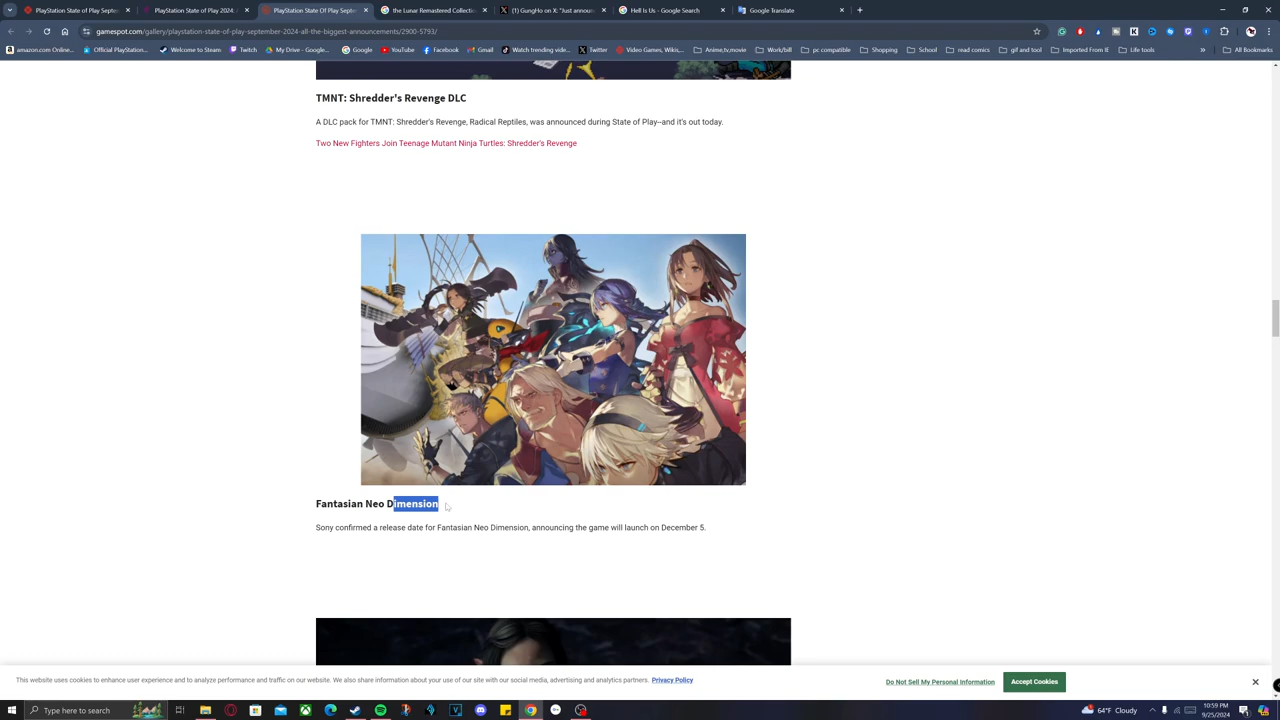 PlayStation State of Play Septe
PlayStation State of Play 2024
PlayStation State Of Play Septe
the Lunar Remastered Collectio
(1) GungHo on X: "Just annou
Hell Is Us - Google Search
Google Translate
gamespot.com/gallery/playstation-state-of-play-september-2024-all-the-biggest-announcements/2900-5793/
amazon.com Online...
Official PlayStation...
Welcome to Steam
Twitch
My Drive - Google...
Google
YouTube
Facebook
Gmail
Watch trending vide...
Twitter
Video Games, Wikis,...
Anime,tv,movie
Work/bill
pc compatible
Shopping
School
read comics
gif and tool
Imported From IE
Life tools
All Bookmarks
TMNT: Shredder's Revenge DLC
A DLC pack for TMNT: Shredder's Revenge, Radical Reptiles, was announced during State of Play--and it's out today.
Two New Fighters Join Teenage Mutant Ninja Turtles: Shredder's Revenge
Fantasian Neo Dimension
Sony confirmed a release date for Fantasian Neo Dimension, announcing the game will launch on December 5.
This website uses cookies to enhance user experience and to analyze performance and traffic on our website. We also share information about your use of our site with our social media, advertising and analytics partners. Privacy Policy
Do Not Sell My Personal Information
Accept Cookies
Type here to search
64°F Clear
10:59 PM
9/25/2024